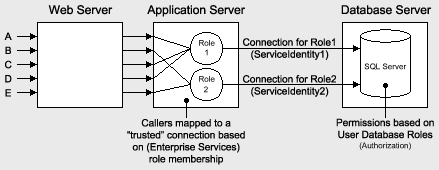 Web Server
Application Server
Database Server
A
B
C
D
E
Role
1
Role
2
Connection for Role1
(ServiceIdentity1)
Connection for Role2
(ServiceIdentity2)
SQL Server
Callers mapped to a
"trusted" connection based
on (Enterprise Services)
role membership
Permissions based on
User Database Roles
(Authorization)